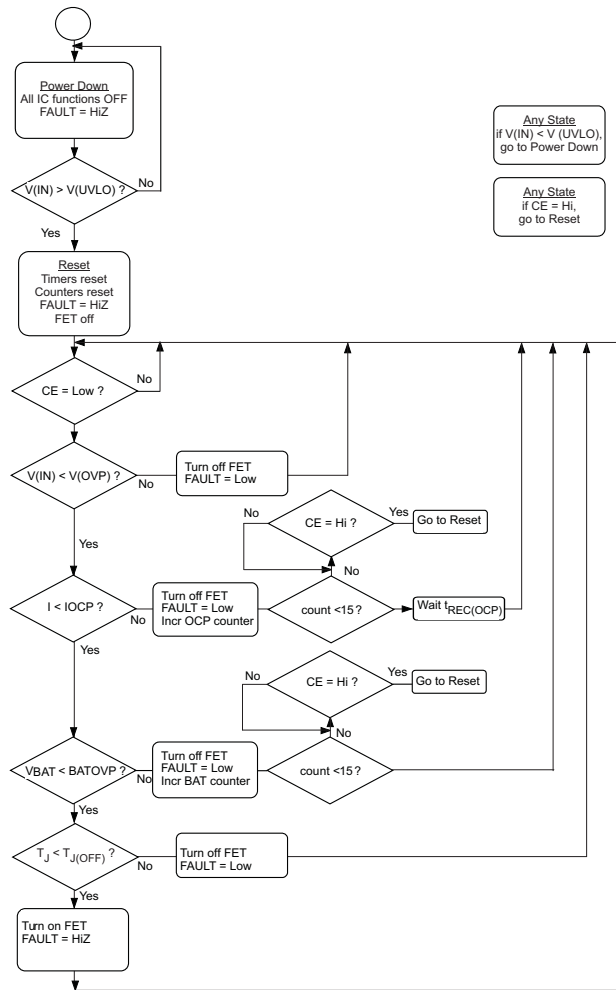 Power Down
All IC functions OFF
FAULT = HiZ
Any State
if V(IN) < V (UVLO),
go to Power Down
V(IN) > V(UVLO) ?
No
Any State
if CE = Hi,
go to Reset
Yes
Reset
Timers reset
Counters reset
FAULT = HiZ
FET off
CE = Low ?
No
V(IN) < V(OVP) ?
No
Turn off FET
FAULT = Low
Yes
No
CE = Hi ?
Yes
Go to Reset
No
I < IOCP ?
No
Turn off FET
FAULT = Low
Incr OCP counter
count <15 ?
Wait tREC(OCP)
Yes
No
CE = Hi ?
Yes
Go to Reset
No
VBAT < BATOVP ?
No
Turn off FET
FAULT = Low
Incr BAT counter
count <15 ?
Yes
TJ < TJ(OFF) ?
No
Turn off FET
FAULT = Low
Yes
Turn on FET
FAULT = HiZ